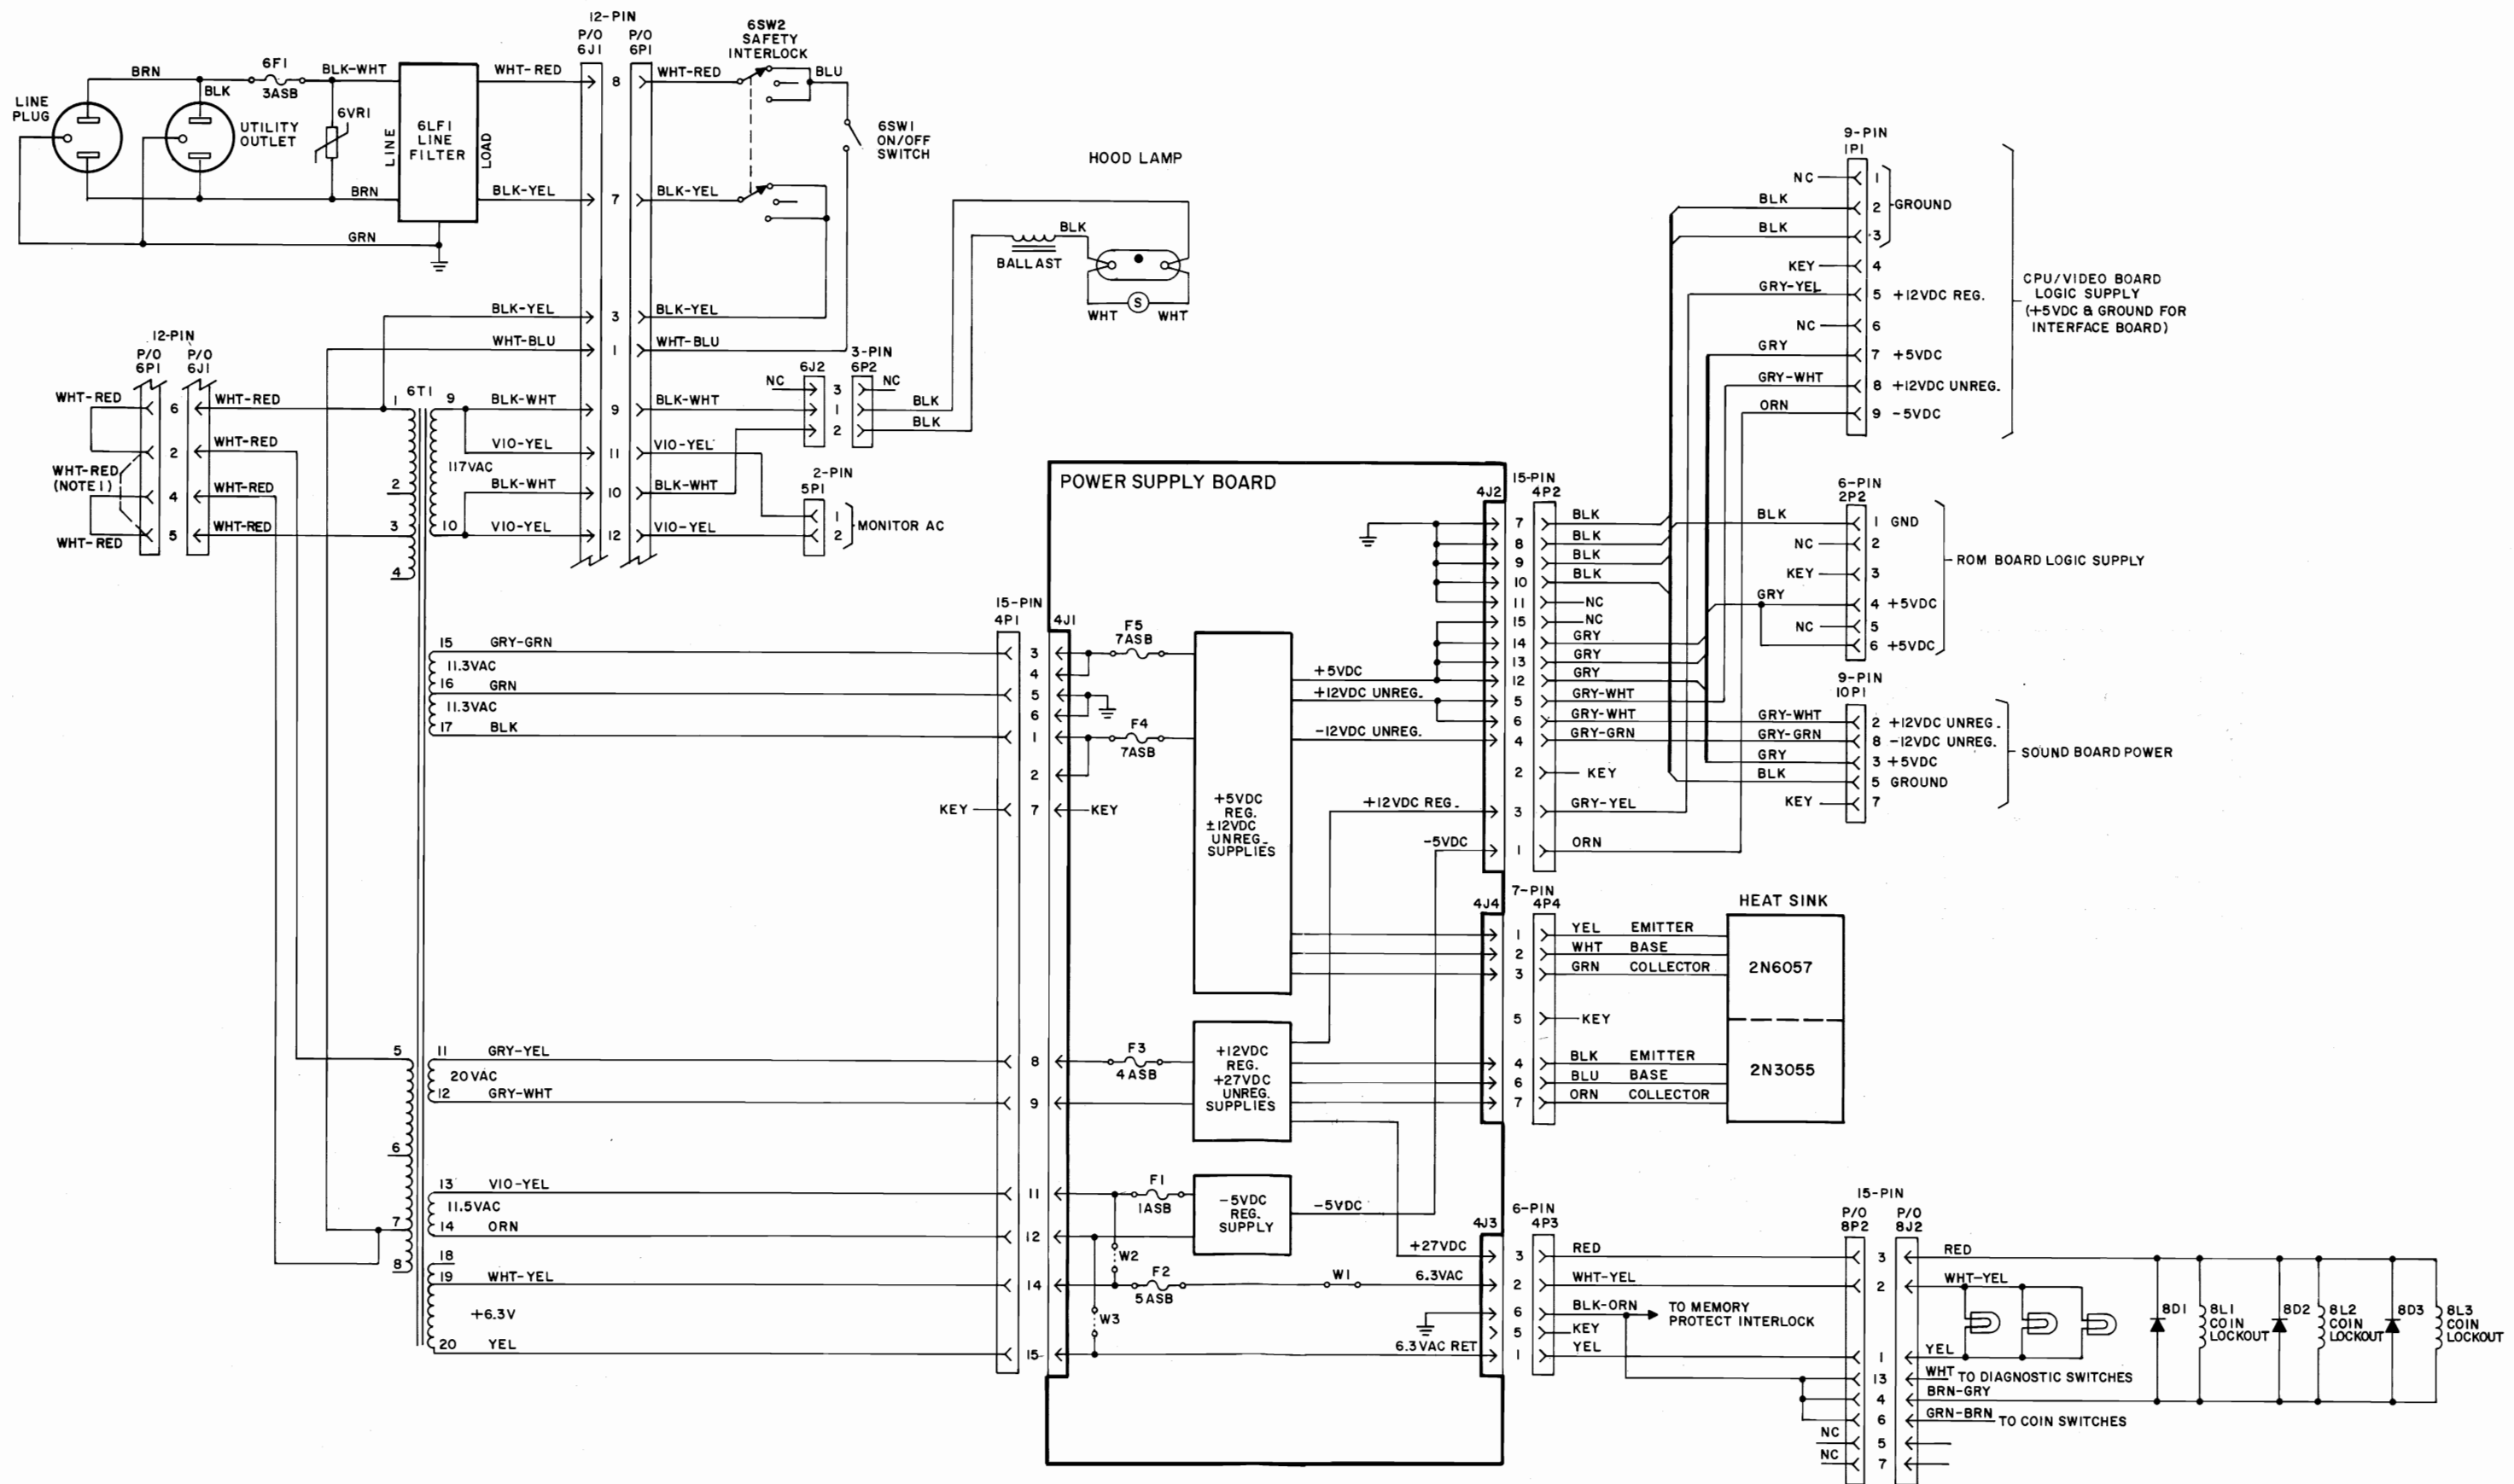 12-PIN
P/O
6J1
P/O
6P1
6SW2
SAFETY
INTERLOCK
BRN
6F1
3ASB
BLK-WHT
WHT-RED
8
WHT-RED
BLU
LINE
PLUG
BLK
UTILITY
OUTLET
6VR1
LINE
6LF1
LINE
FILTER
LOAD
6SW1
ON/OFF
SWITCH
BRN
BLK-YEL
7
BLK-YEL
GRN
HOOD LAMP
BLK
BALLAST
S
WHT
WHT
BLK-YEL
3
BLK-YEL
WHT-BLU
1
WHT-BLU
12-PIN
P/O
6P1
P/O
6J1
WHT-RED
6
WHT-RED
2
WHT-RED
WHT-RED
(NOTE 1)
4
WHT-RED
5
WHT-RED
WHT-RED
6T1
1
2
3
4
9
117VAC
10
BLK-WHT
9
BLK-WHT
VIO-YEL
11
VIO-YEL
BLK-WHT
10
BLK-WHT
VIO-YEL
12
VIO-YEL
3-PIN
6J2
6P2
NC
3
NC
1
BLK
2
BLK
2-PIN
5P1
1
2
MONITOR AC
15
GRY-GRN
11.3VAC
16
GRN
11.3VAC
17
BLK
5
6
7
8
11
GRY-YEL
20VAC
12
GRY-WHT
13
VIO-YEL
11.5VAC
14
ORN
18
19
WHT-YEL
+6.3V
20
YEL
15-PIN
4P1
4J1
3
4
5
6
1
2
KEY
7
KEY
8
9
11
12
14
15
POWER SUPPLY BOARD
F5
7ASB
F4
7ASB
+5VDC
REG.
±12VDC
UNREG.
SUPPLIES
+5VDC
+12VDC UNREG.
-12VDC UNREG.
+12VDC REG.
-5VDC
F3
4ASB
+12VDC
REG.
+27VDC
UNREG.
SUPPLIES
F1
1ASB
-5VDC
REG.
SUPPLY
-5VDC
W2
F2
5ASB
W1
W3
+27VDC
6.3VAC
6.3VAC RET
15-PIN
4J2
4P2
7
BLK
8
BLK
9
BLK
10
BLK
11
NC
15
NC
14
GRY
13
GRY
12
GRY
5
GRY-WHT
6
GRY-WHT
4
GRY-GRN
2
KEY
3
GRY-YEL
1
ORN
7-PIN
4J4
4P4
HEAT SINK
1
YEL
EMITTER
2
WHT
BASE
3
GRN
COLLECTOR
2N6057
5
KEY
4
BLK
EMITTER
6
BLU
BASE
7
ORN
COLLECTOR
2N3055
6-PIN
4J3
4P3
3
RED
2
WHT-YEL
6
BLK-ORN
TO MEMORY
PROTECT INTERLOCK
5
KEY
1
YEL
9-PIN
1P1
NC
1
BLK
2
GROUND
BLK
3
KEY
4
GRY-YEL
5
+12VDC REG.
NC
6
GRY
7
+5VDC
GRY-WHT
8
+12VDC UNREG.
ORN
9
-5VDC
CPU/VIDEO BOARD
LOGIC SUPPLY
(+5VDC & GROUND FOR
INTERFACE BOARD)
6-PIN
2P2
BLK
1
GND
NC
2
KEY
3
GRY
4
+5VDC
NC
5
6
+5VDC
ROM BOARD LOGIC SUPPLY
9-PIN
10P1
GRY-WHT
2
+12VDC UNREG.
GRY-GRN
8
-12VDC UNREG.
GRY
3
+5VDC
BLK
5
GROUND
KEY
7
SOUND BOARD POWER
15-PIN
P/O
8P2
P/O
8J2
3
RED
2
WHT-YEL
1
YEL
13
WHT
TO DIAGNOSTIC SWITCHES
4
BRN-GRY
6
GRN-BRN
TO COIN SWITCHES
NC
5
NC
7
8D1
8L1
COIN
LOCKOUT
8D2
8L2
COIN
LOCKOUT
8D3
8L3
COIN
LOCKOUT